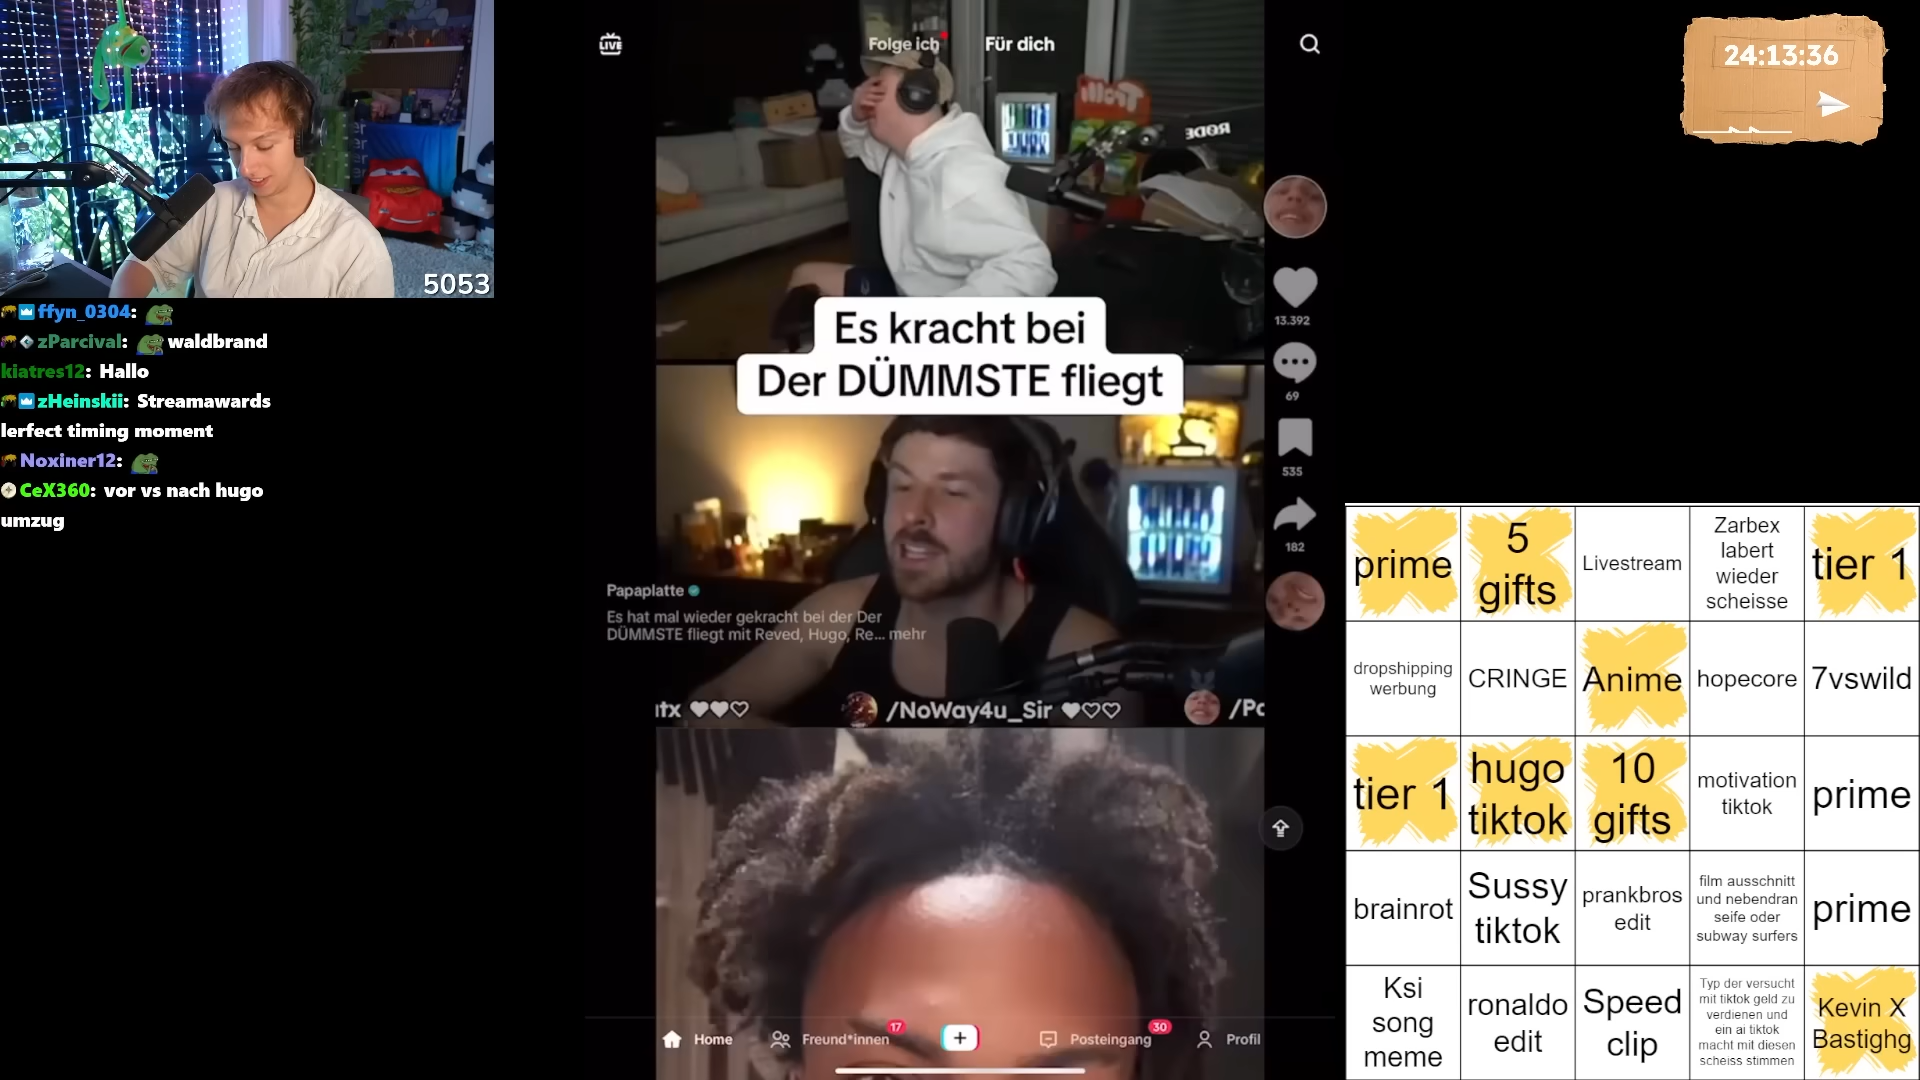 5053
ffyn_0304:
zParcival: waldbrand
kiatres12: Hallo
zHeinskii: Streamawards
lerfect timing moment
Noxiner12:
CeX360: vor vs nach hugo
umzug
LIVE
Folge ich
Für dich
Trolli
RØDE
13.392
69
535
182
Es kracht bei
Der DÜMMSTE fliegt
Papaplatte
Es hat mal wieder gekracht bei der Der
DÜMMSTE fliegt mit Reved, Hugo, Re... mehr
/NoWay4u_Sir
Home
Freund*innen
17
Posteingang
30
Profil
24:13:36
prime
5
gifts
Livestream
Zarbex
labert
wieder
scheisse
tier 1
dropshipping
werbung
CRINGE
Anime
hopecore
7vswild
tier 1
hugo
tiktok
10
gifts
motivation
tiktok
prime
brainrot
Sussy
tiktok
prankbros
edit
film ausschnitt
und nebendran
seife oder
subway surfers
prime
Ksi
song
meme
ronaldo
edit
Speed
clip
Typ der versucht
mit tiktok geld zu
verdienen und
ein ai tiktok
macht mit diesen
scheiss stimmen
Kevin X
Bastighg